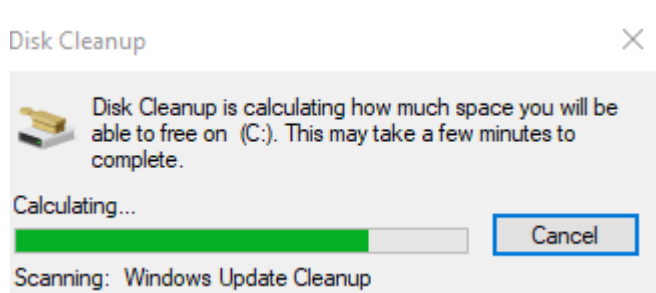 Disk Cleanup
Disk Cleanup is calculating how much space you will be
able to free on  (C:). This may take a few minutes to
complete.
Calculating...
Cancel
Scanning:  Windows Update Cleanup